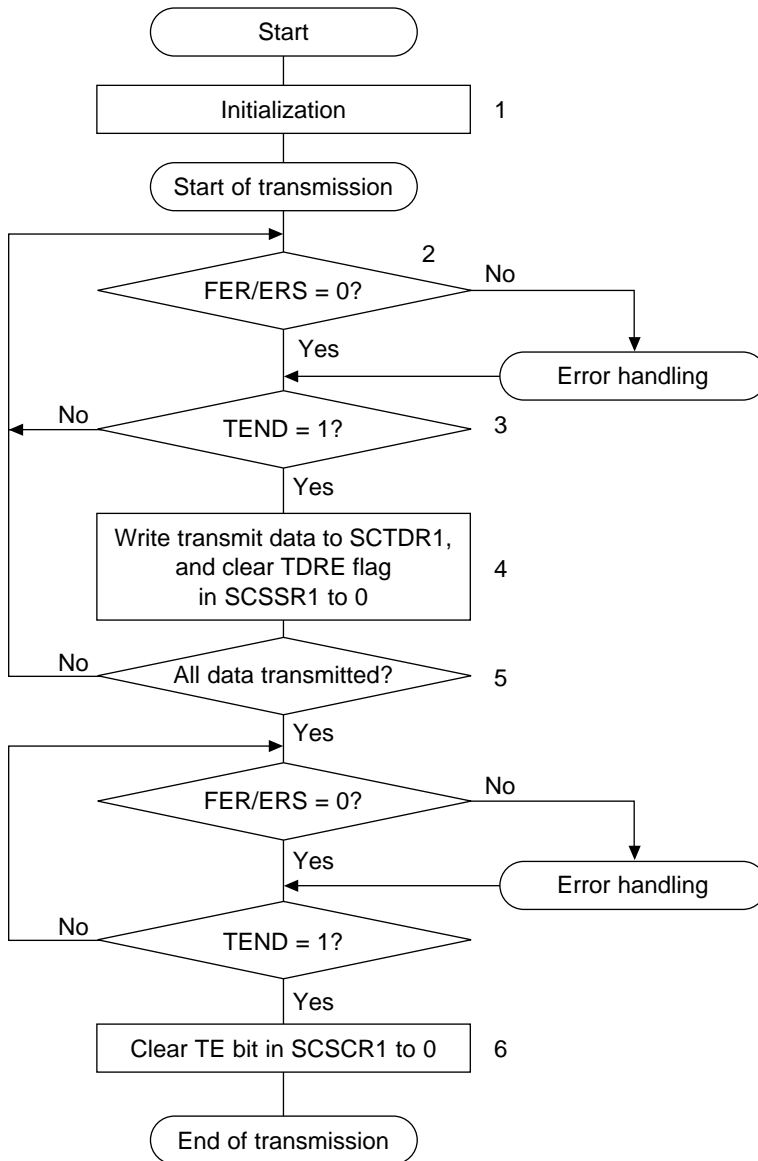 Start
Initialization
1
Start of transmission
2
FER/ERS = 0?
No
Yes
Error handling
No
TEND = 1?
3
Yes
Write transmit data to SCTDR1,
and clear TDRE flag
in SCSSR1 to 0
4
No
All data transmitted?
5
Yes
FER/ERS = 0?
No
Yes
Error handling
No
TEND = 1?
Yes
Clear TE bit in SCSCR1 to 0
6
End of transmission